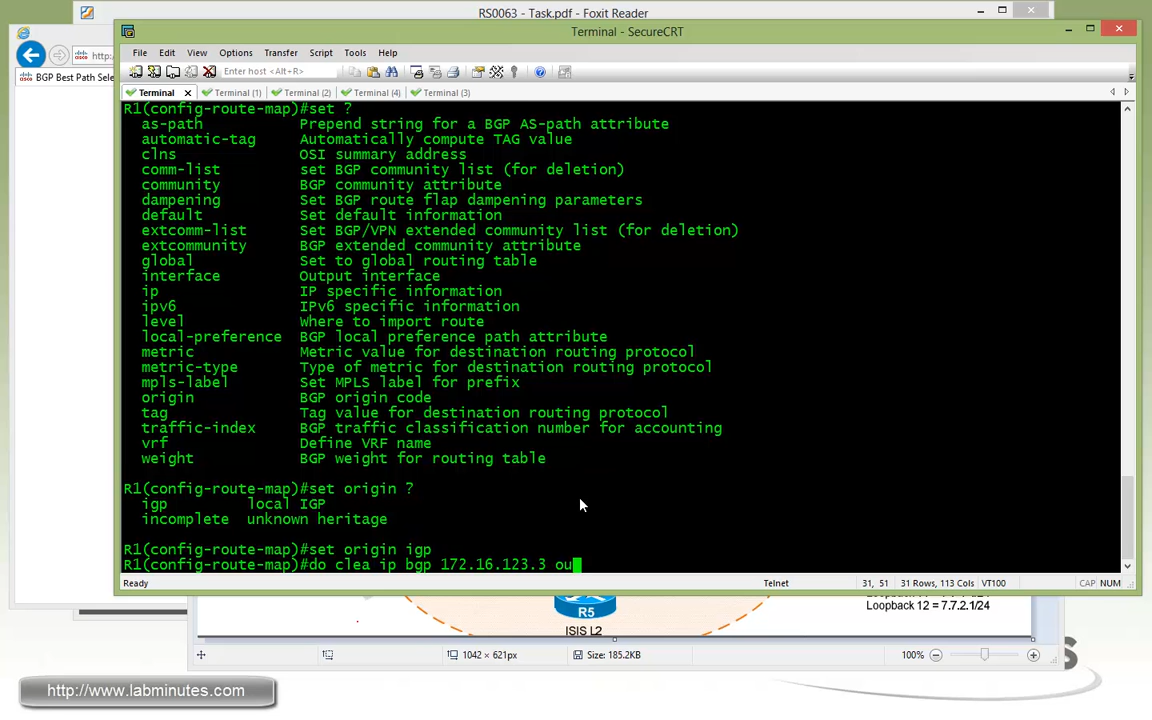 RS0063 - Task.pdf - Foxit Reader
Terminal - SecureCRT
http:
BGP Best Path Sele
File Edit View Options Transfer Script Tools Help
Enter host <Alt+R>
Terminal Terminal (1) Terminal (2) Terminal (4) Terminal (3)
R1(config-route-map)#set ?
as-path Prepend string for a BGP AS-path attribute
automatic-tag Automatically compute TAG value
clns OSI summary address
comm-list set BGP community list (for deletion)
community BGP community attribute
dampening Set BGP route flap dampening parameters
default Set default information
extcomm-list Set BGP/VPN extended community list (for deletion)
extcommunity BGP extended community attribute
global Set to global routing table
interface Output interface
ip IP specific information
ipv6 IPv6 specific information
level Where to import route
local-preference BGP local preference path attribute
metric Metric value for destination routing protocol
metric-type Type of metric for destination routing protocol
mpls-label Set MPLS label for prefix
origin BGP origin code
tag Tag value for destination routing protocol
traffic-index BGP traffic classification number for accounting
vrf Define VRF name
weight BGP weight for routing table
R1(config-route-map)#set origin ?
igp local IGP
incomplete unknown heritage
R1(config-route-map)#set origin igp
R1(config-route-map)#do clea ip bgp 172.16.123.3 ou
Ready Telnet 31, 51 31 Rows, 113 Cols VT100 CAP NUM
R5
ISIS L2
Loopback 12 = 7.7.2.1/24
1042 × 621px Size: 185.2KB 100%
http://www.labminutes.com